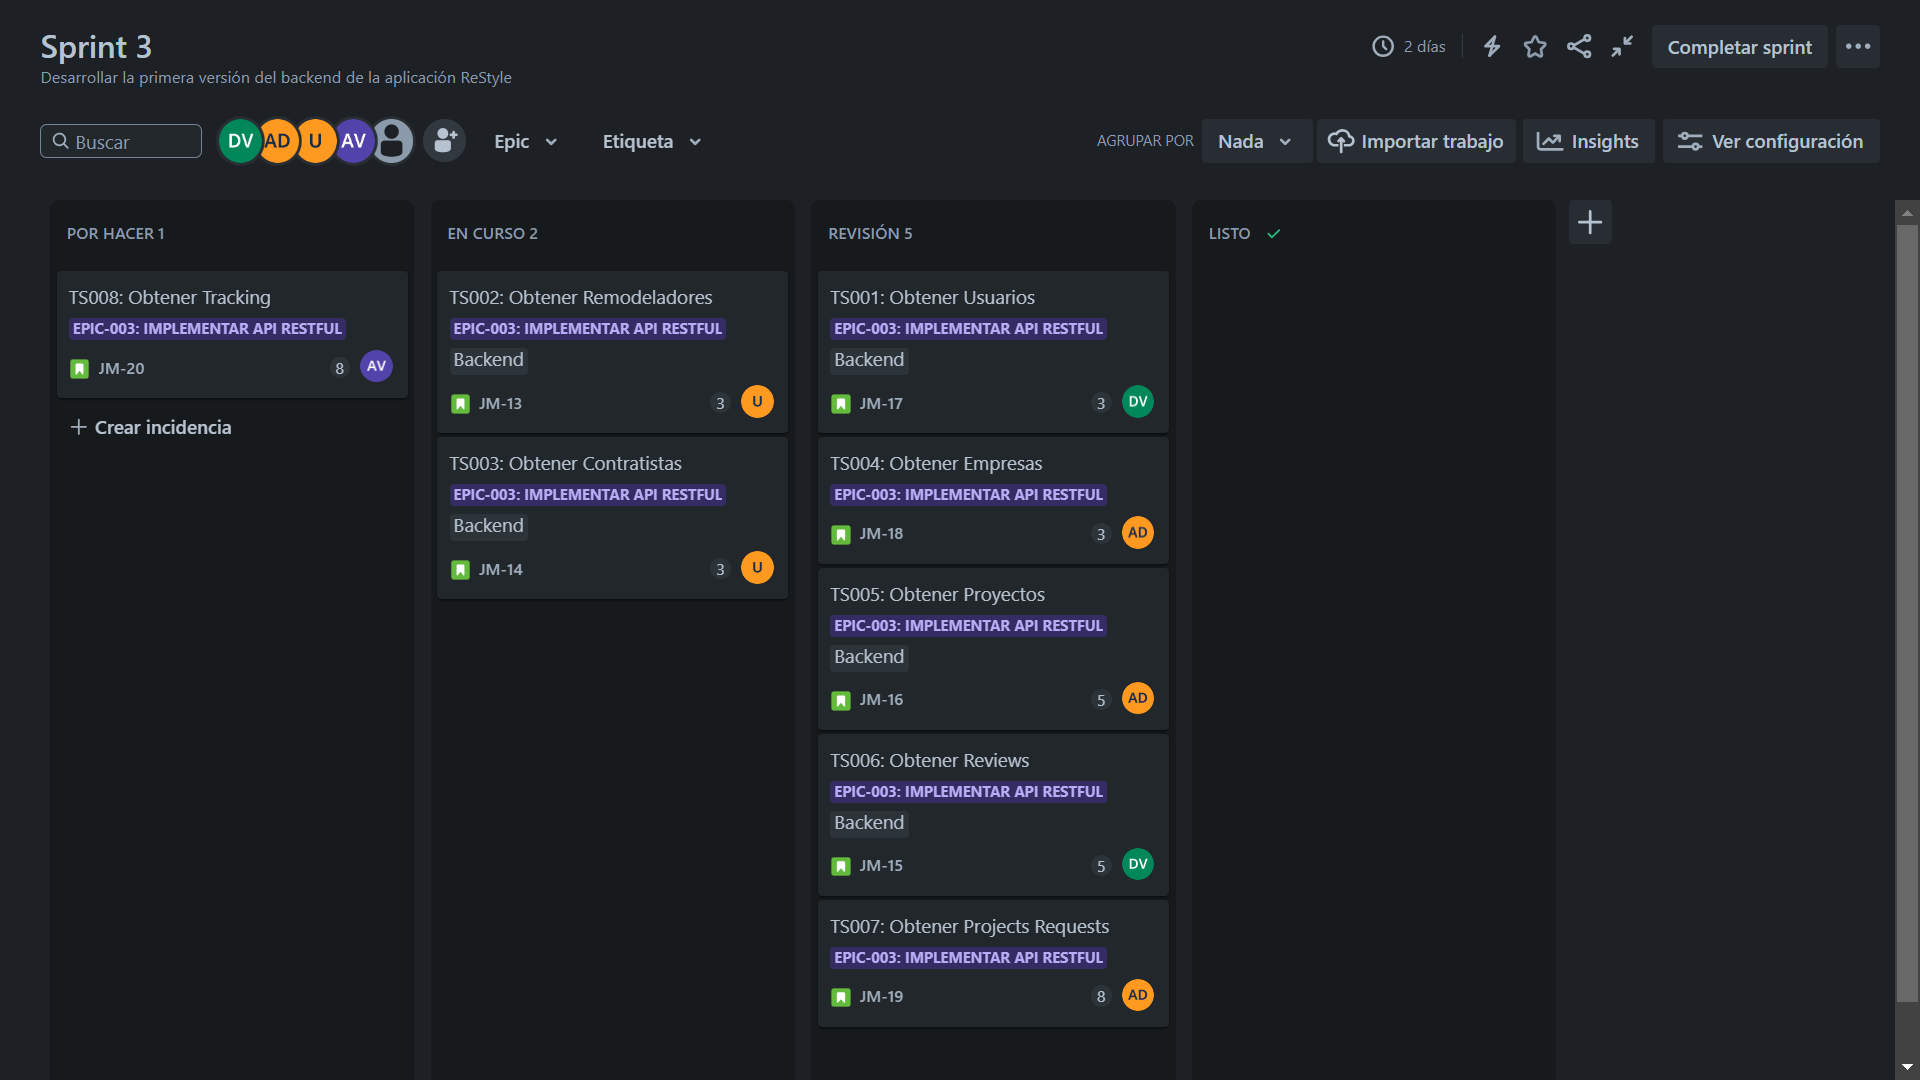 Sprint 3
Desarrollar la primera versión del backend de la aplicación ReStyle
2 días
Completar sprint
Buscar
DV AD U AV
Epic
Etiqueta
AGRUPAR POR
Nada
Importar trabajo
Insights
Ver configuración
POR HACER 1
TS008: Obtener Tracking
EPIC-003: IMPLEMENTAR API RESTFUL
JM-20 8 AV
Crear incidencia
EN CURSO 2
TS002: Obtener Remodeladores
EPIC-003: IMPLEMENTAR API RESTFUL
Backend
JM-13 3 U
TS003: Obtener Contratistas
EPIC-003: IMPLEMENTAR API RESTFUL
Backend
JM-14 3 U
REVISIÓN 5
TS001: Obtener Usuarios
EPIC-003: IMPLEMENTAR API RESTFUL
Backend
JM-17 3 DV
TS004: Obtener Empresas
EPIC-003: IMPLEMENTAR API RESTFUL
JM-18 3 AD
TS005: Obtener Proyectos
EPIC-003: IMPLEMENTAR API RESTFUL
Backend
JM-16 5 AD
TS006: Obtener Reviews
EPIC-003: IMPLEMENTAR API RESTFUL
Backend
JM-15 5 DV
TS007: Obtener Projects Requests
EPIC-003: IMPLEMENTAR API RESTFUL
JM-19 8 AD
LISTO